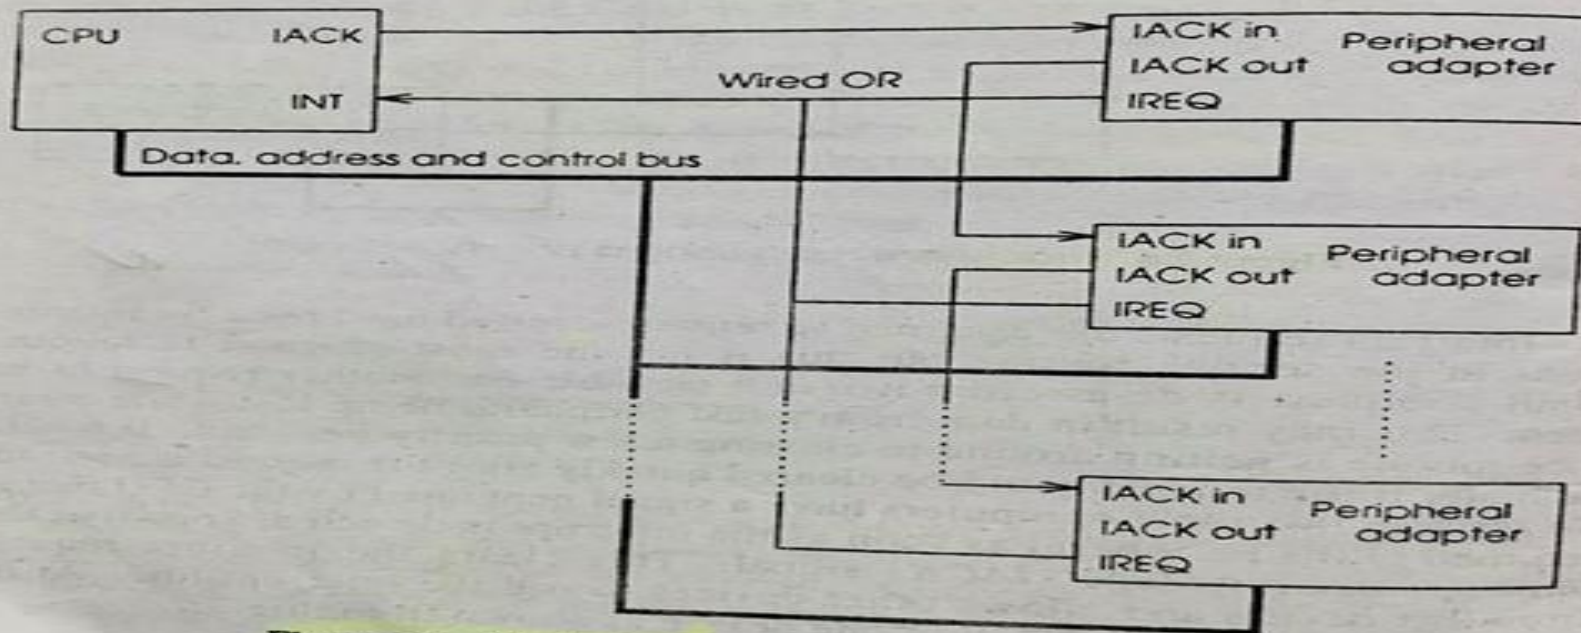 CPU
IACK
INT
Wired OR
Data, address and control bus
IACK in
IACK out
IREQ
Peripheral
adapter
IACK in
IACK out
IREQ
Peripheral
adapter
IACK in
IACK out
IREQ
Peripheral
adapter